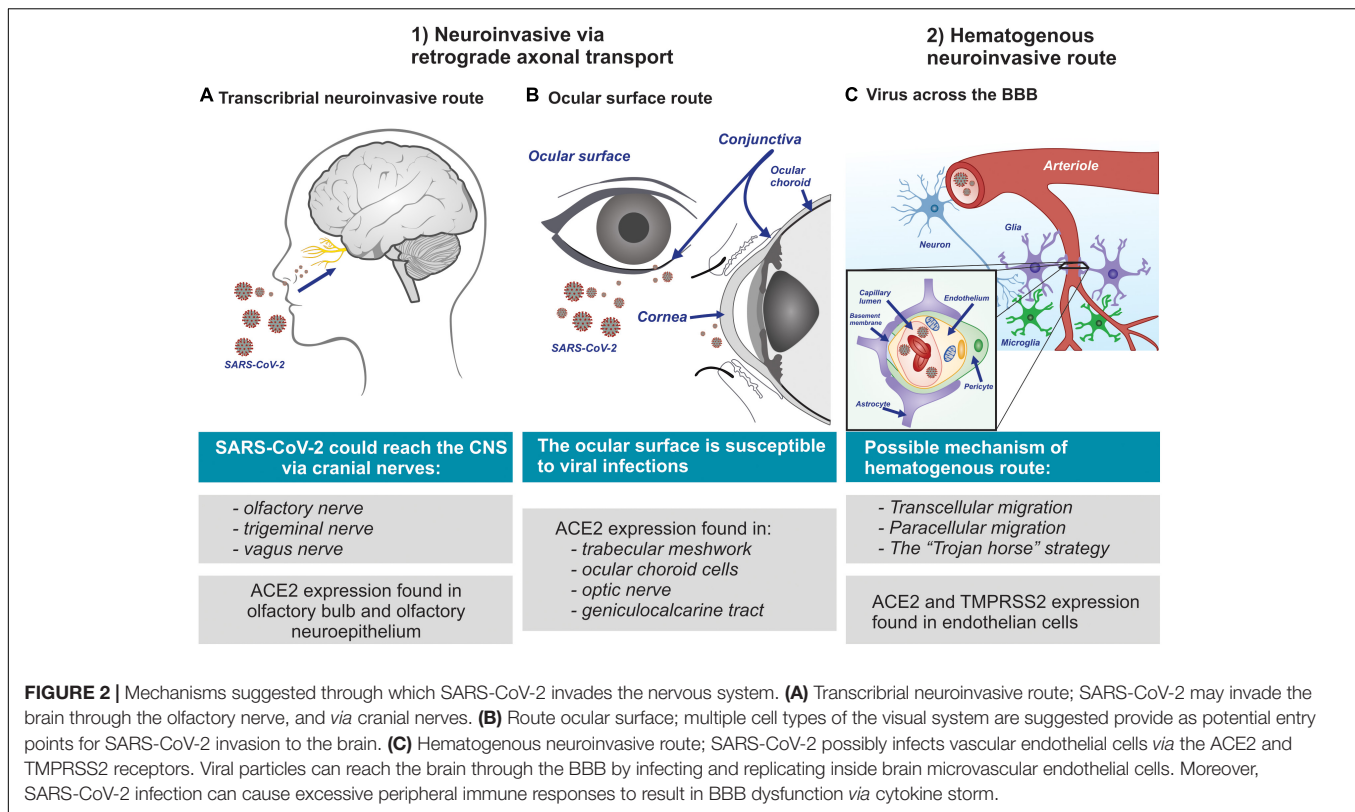 1) Neuroinvasive via
retrograde axonal transport
2) Hematogenous
neuroinvasive route
A Transcribrial neuroinvasive route
SARS-CoV-2
B Ocular surface route
Ocular surface
Conjunctiva
Ocular
choroid
Cornea
SARS-CoV-2
C Virus across the BBB
Arteriole
Neuron
Glia
Capillary
lumen
Endothelium
Basement
membrane
Microglia
Pericyte
Astrocyte
SARS-CoV-2 could reach the CNS
via cranial nerves:
- olfactory nerve
- trigeminal nerve
- vagus nerve
ACE2 expression found in
olfactory bulb and olfactory
neuroepithelium
The ocular surface is susceptible
to viral infections
ACE2 expression found in:
- trabecular meshwork
- ocular choroid cells
- optic nerve
- geniculocalcarine tract
Possible mechanism of
hematogenous route:
- Transcellular migration
- Paracellular migration
- The “Trojan horse” strategy
ACE2 and TMPRSS2 expression
found in endothelian cells
FIGURE 2 | Mechanisms suggested through which SARS-CoV-2 invades the nervous system. (A) Transcribrial neuroinvasive route; SARS-CoV-2 may invade the
brain through the olfactory nerve, and via cranial nerves. (B) Route ocular surface; multiple cell types of the visual system are suggested provide as potential entry
points for SARS-CoV-2 invasion to the brain. (C) Hematogenous neuroinvasive route; SARS-CoV-2 possibly infects vascular endothelial cells via the ACE2 and
TMPRSS2 receptors. Viral particles can reach the brain through the BBB by infecting and replicating inside brain microvascular endothelial cells. Moreover,
SARS-CoV-2 infection can cause excessive peripheral immune responses to result in BBB dysfunction via cytokine storm.